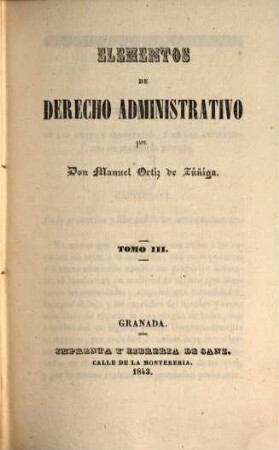 ELEMENTOS
DE
DERECHO ADMINISTRATIVO
por
Don Manuel Ortiz de Zúñiga.
TOMO III.
GRANADA.
IMPRENTA Y LIBRERIA DE SANZ.
CALLE DE LA MONTERERIA.
1843.